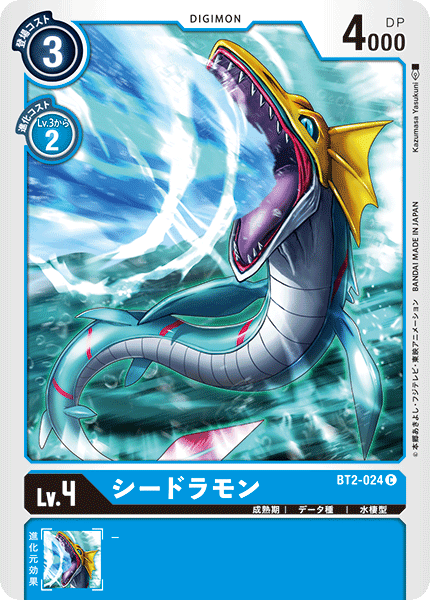 登場コスト
3
DIGIMON
DP
4000
進化コスト
Lv.3から
2
Kazumasa Yasukuni
©本郷あきよし・フジテレビ・東映アニメーション BANDAI MADE IN JAPAN
BT2-024 C
Lv.4
シードラモン
成熟期 | データ種 | 水棲型
進化元効果
－